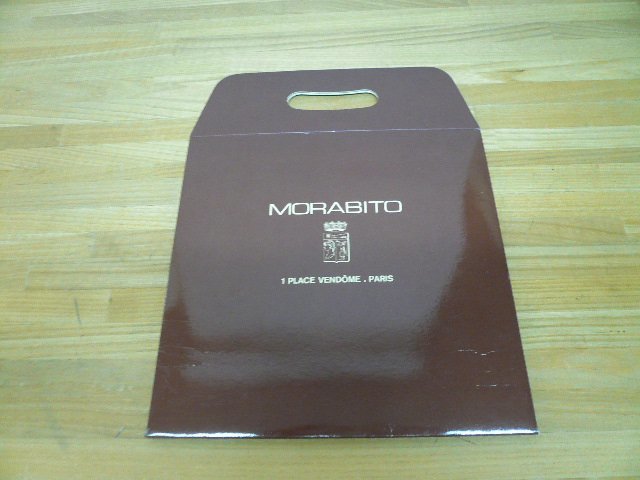 MORABITO
1 PLACE VENDÔME . PARIS